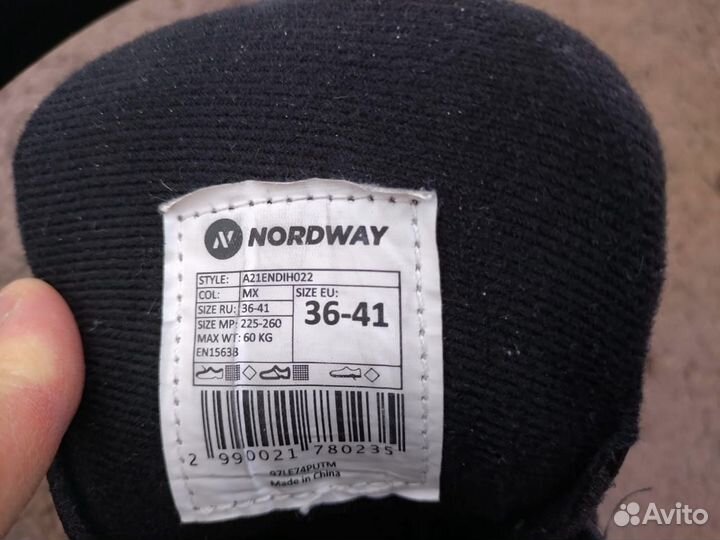 NORDWAY
STYLE: A21ENDIH022
COL: MX
SIZE RU: 36-41
SIZE MP: 225-260
MAX WT: 60 KG
EN15638
SIZE EU:
36-41
2 990021 780235
97LE74PUTM
Made in China
Avito